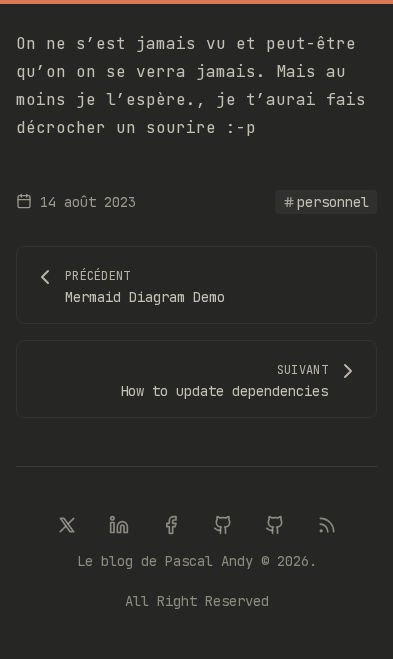 On ne s’est jamais vu et peut-être
qu’on on se verra jamais. Mais au
moins je l’espère., je t’aurai fais
décrocher un sourire :-p
14 août 2023
#personnel
PRÉCÉDENT
Mermaid Diagram Demo
SUIVANT
How to update dependencies
Le blog de Pascal Andy © 2026.
All Right Reserved